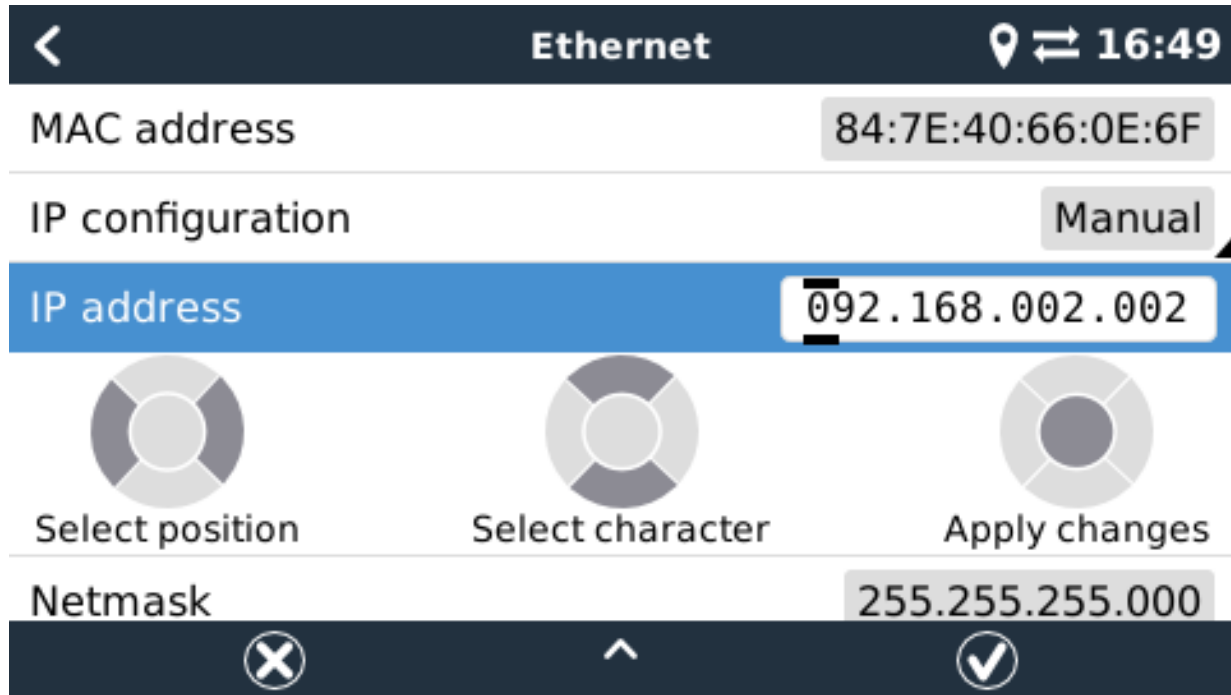 Ethernet 16:49
MAC address 84:7E:40:66:0E:6F
IP configuration Manual
IP address 092.168.002.002
Select position Select character Apply changes
Netmask 255.255.255.000